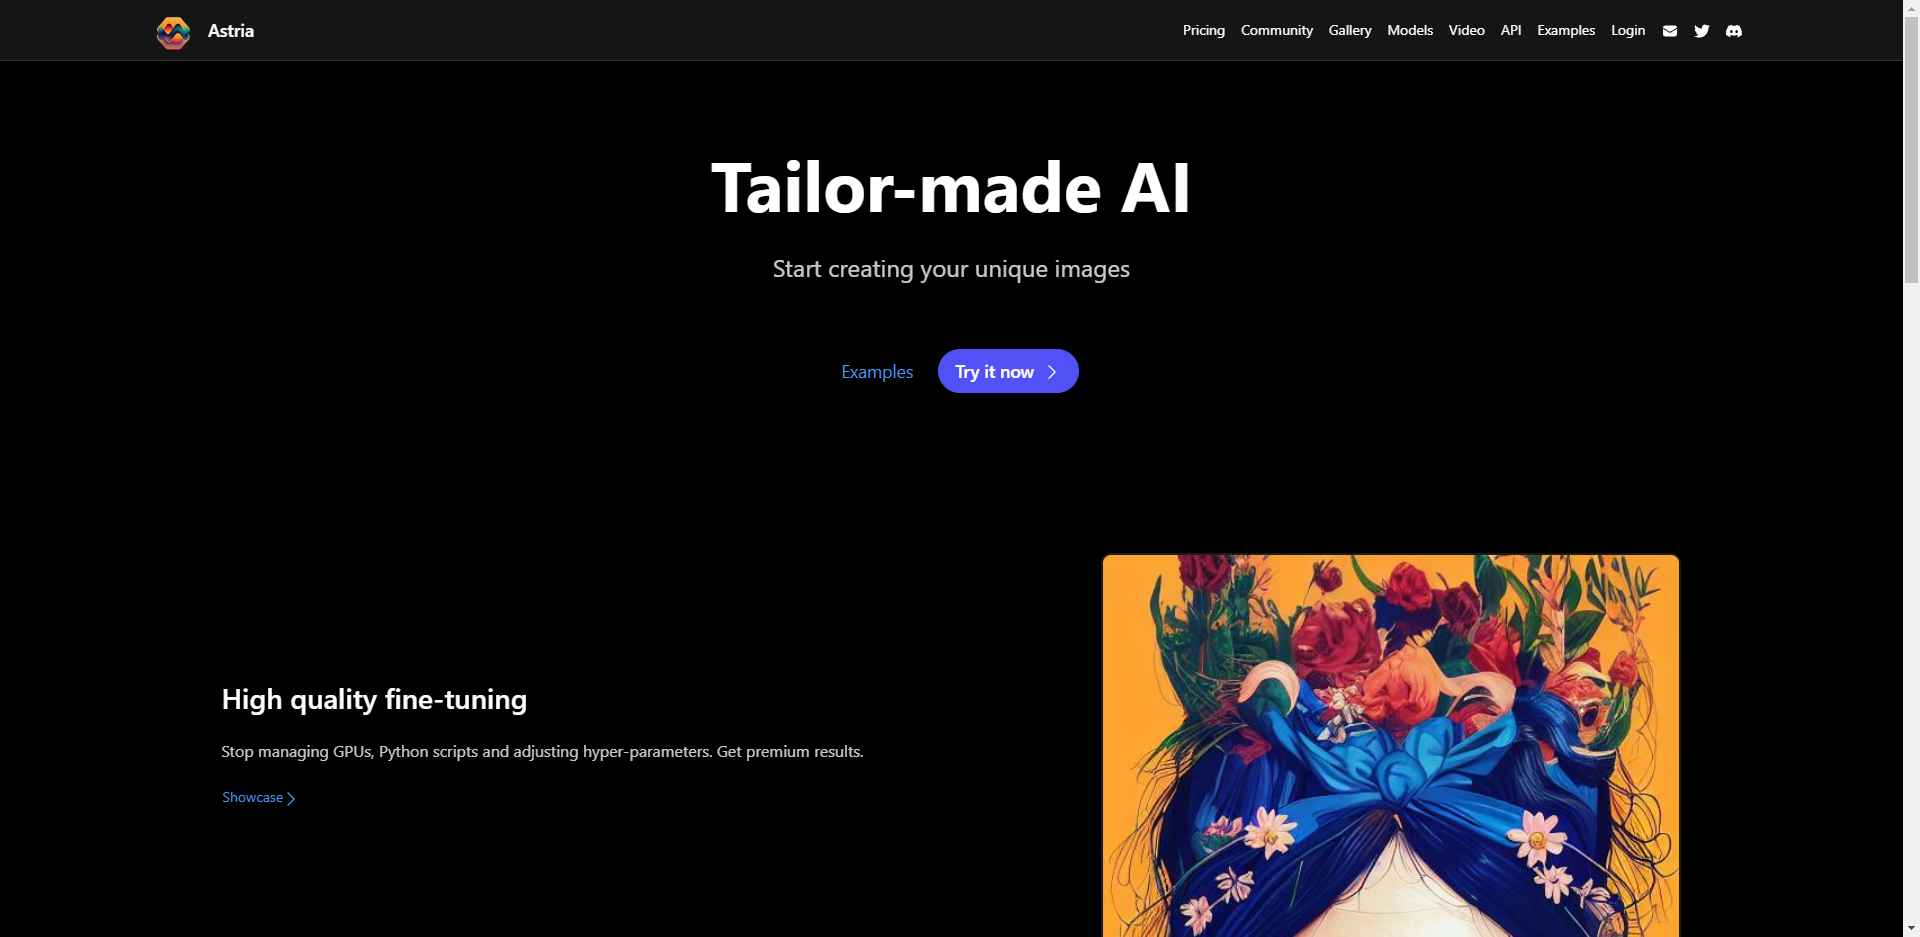 Astria
Pricing Community Gallery Models Video API Examples Login
Tailor-made AI
Start creating your unique images
Examples
Try it now
High quality fine-tuning
Stop managing GPUs, Python scripts and adjusting hyper-parameters. Get premium results.
Showcase